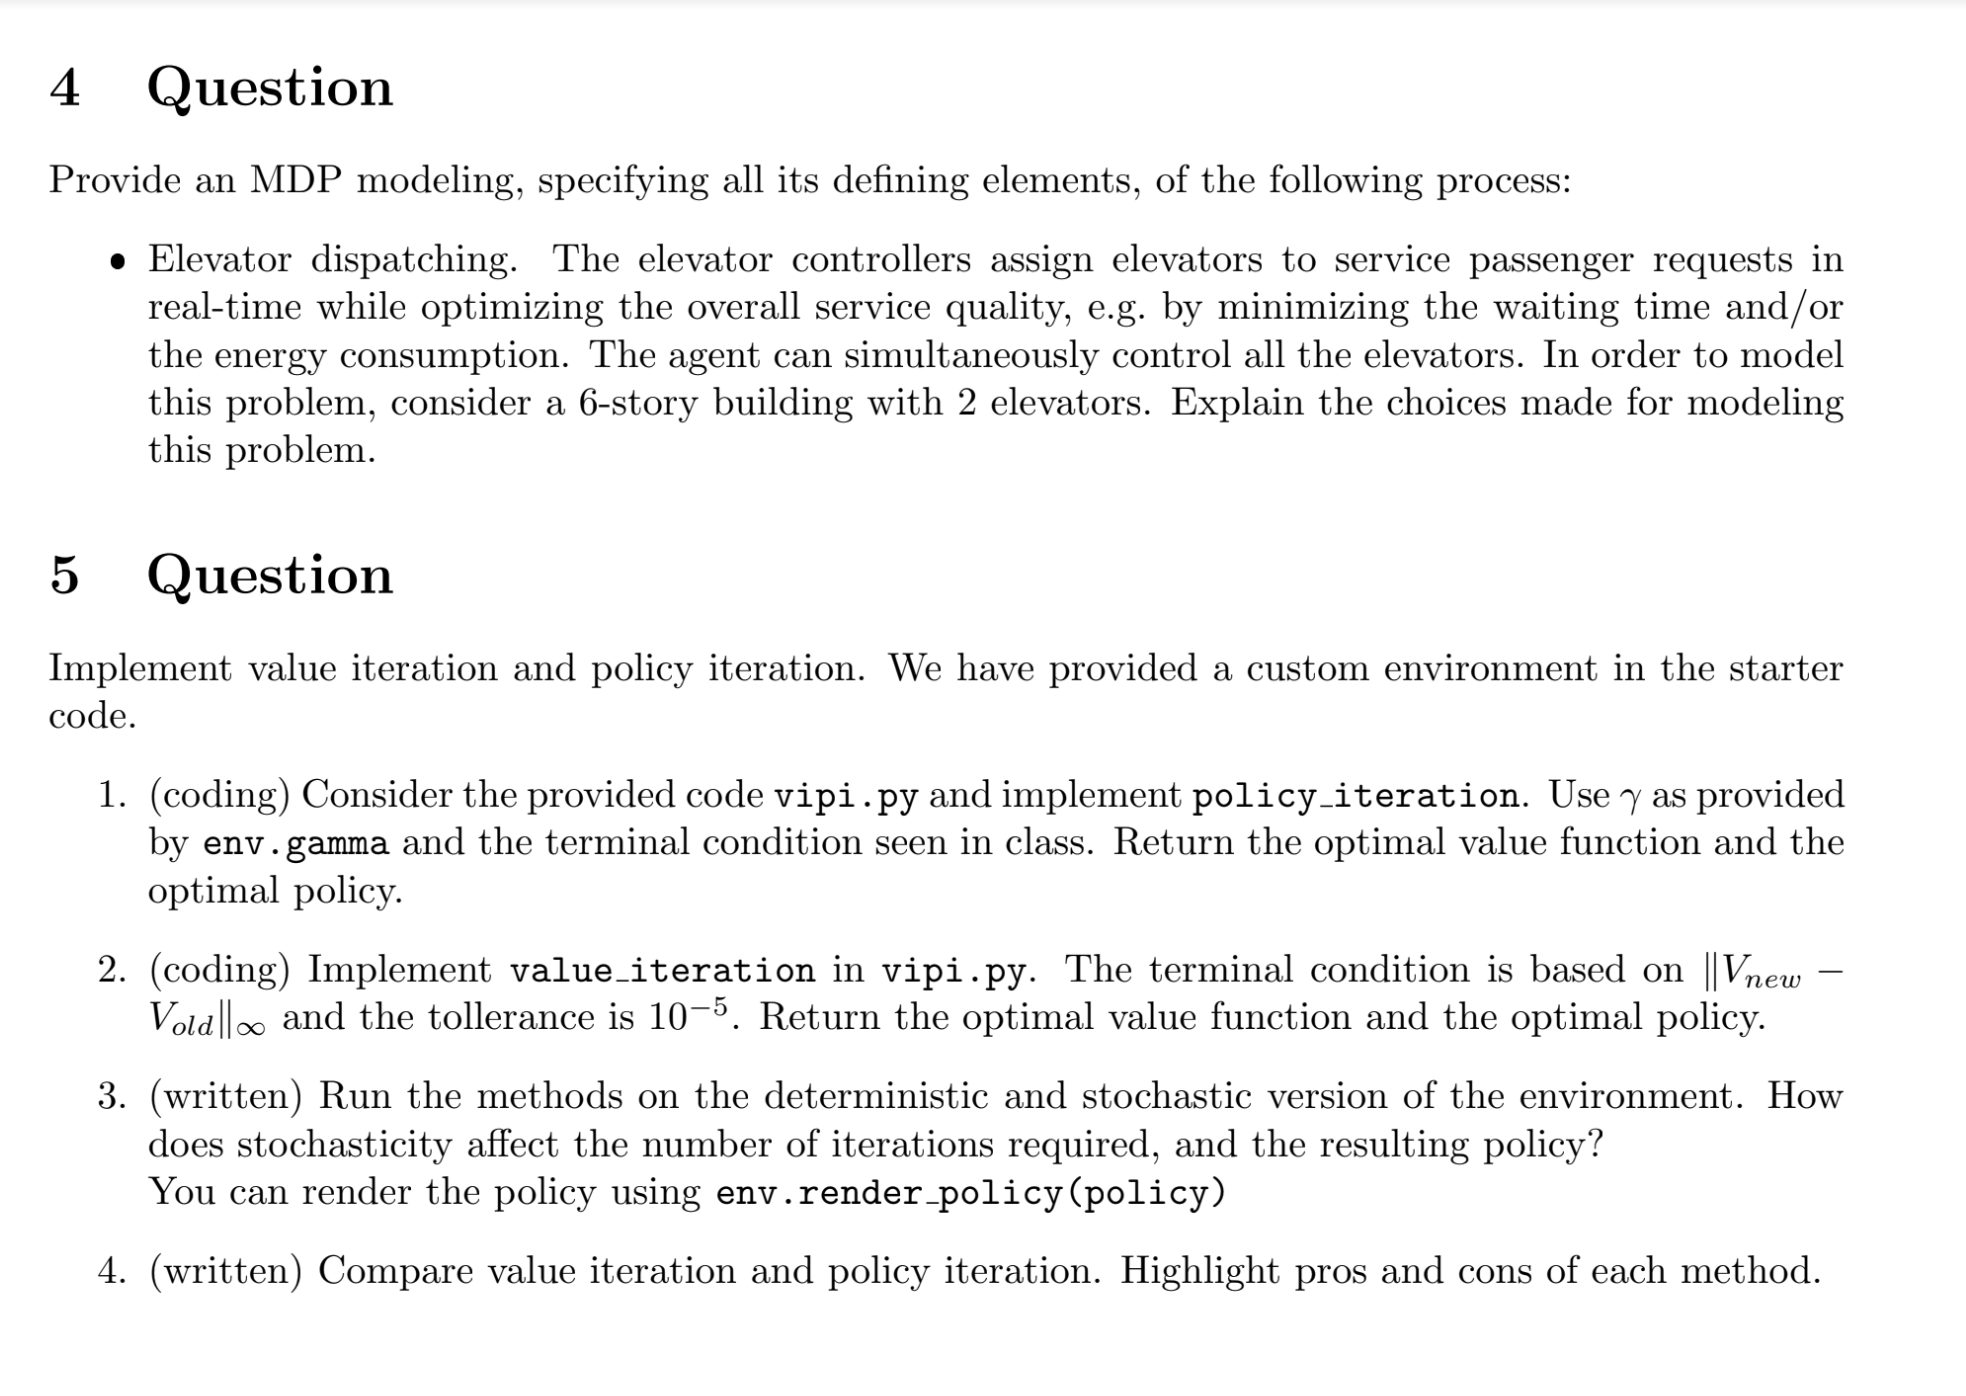 4 Question
Provide an MDP modeling, specifying all its defining elements, of the following process:
• Elevator dispatching. The elevator controllers assign elevators to service passenger requests in
real-time while optimizing the overall service quality, e.g. by minimizing the waiting time and/or
the energy consumption. The agent can simultaneously control all the elevators. In order to model
this problem, consider a 6-story building with 2 elevators. Explain the choices made for modeling
this problem.
5 Question
Implement value iteration and policy iteration. We have provided a custom environment in the starter
code.
1. (coding) Consider the provided code vipi.py and implement policy_iteration. Use γ as provided
by env.gamma and the terminal condition seen in class. Return the optimal value function and the
optimal policy.
2. (coding) Implement value_iteration in vipi.py. The terminal condition is based on ∥V_{new} −
V_{old}∥_∞ and the tollerance is 10^{−5}. Return the optimal value function and the optimal policy.
3. (written) Run the methods on the deterministic and stochastic version of the environment. How
does stochasticity affect the number of iterations required, and the resulting policy?
You can render the policy using env.render_policy(policy)
4. (written) Compare value iteration and policy iteration. Highlight pros and cons of each method.